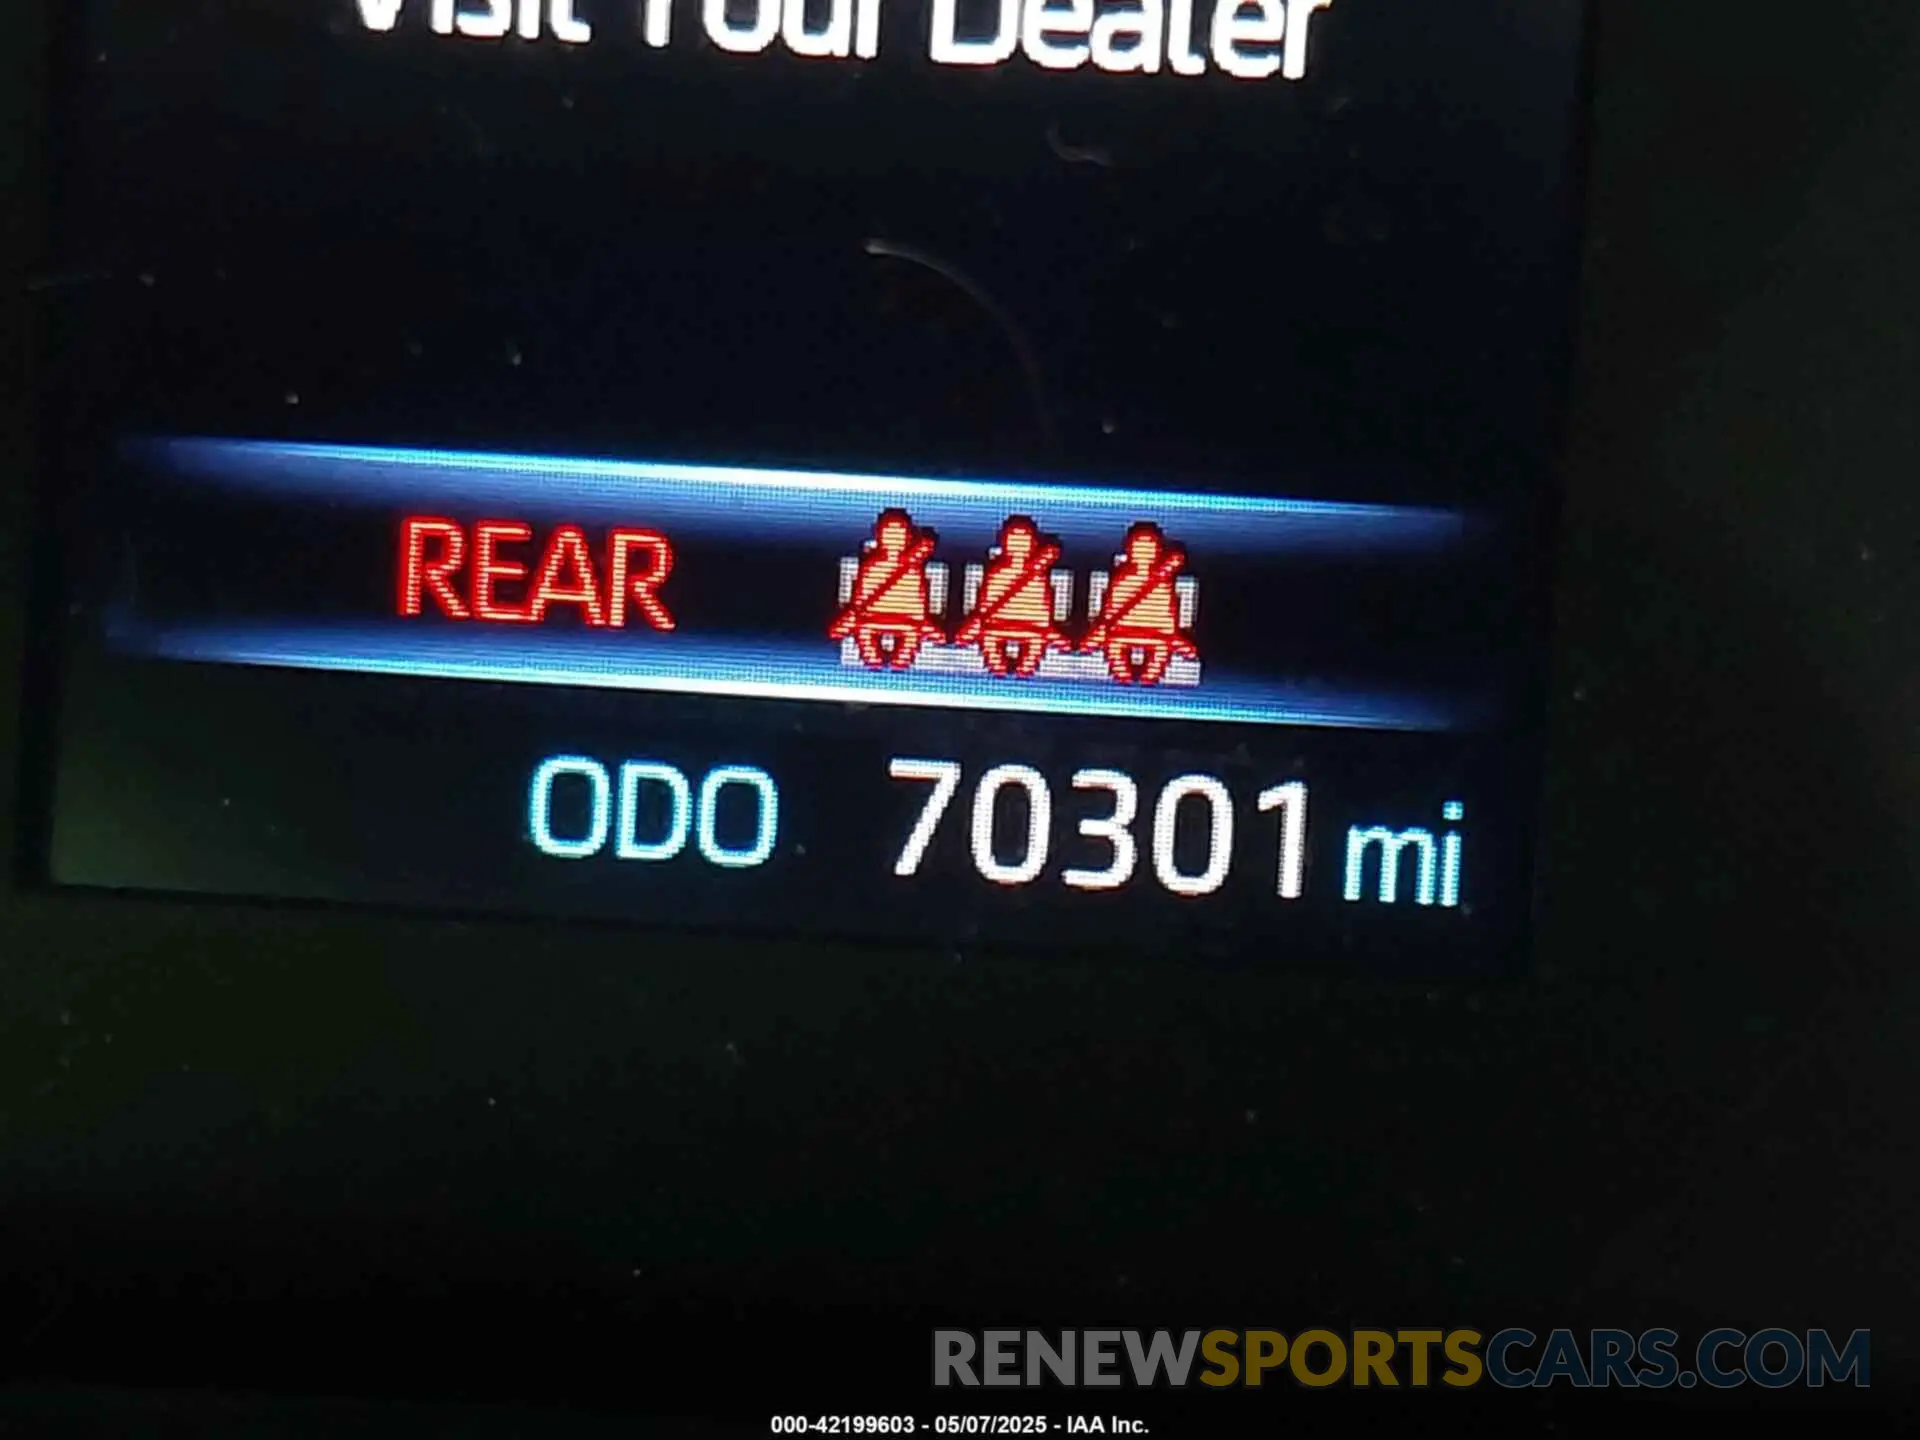 Visit Your Dealer
REAR
ODO 70301 mi
RENEWSPORTSCARS.COM
000-42199603 - 05/07/2025 - IAA Inc.